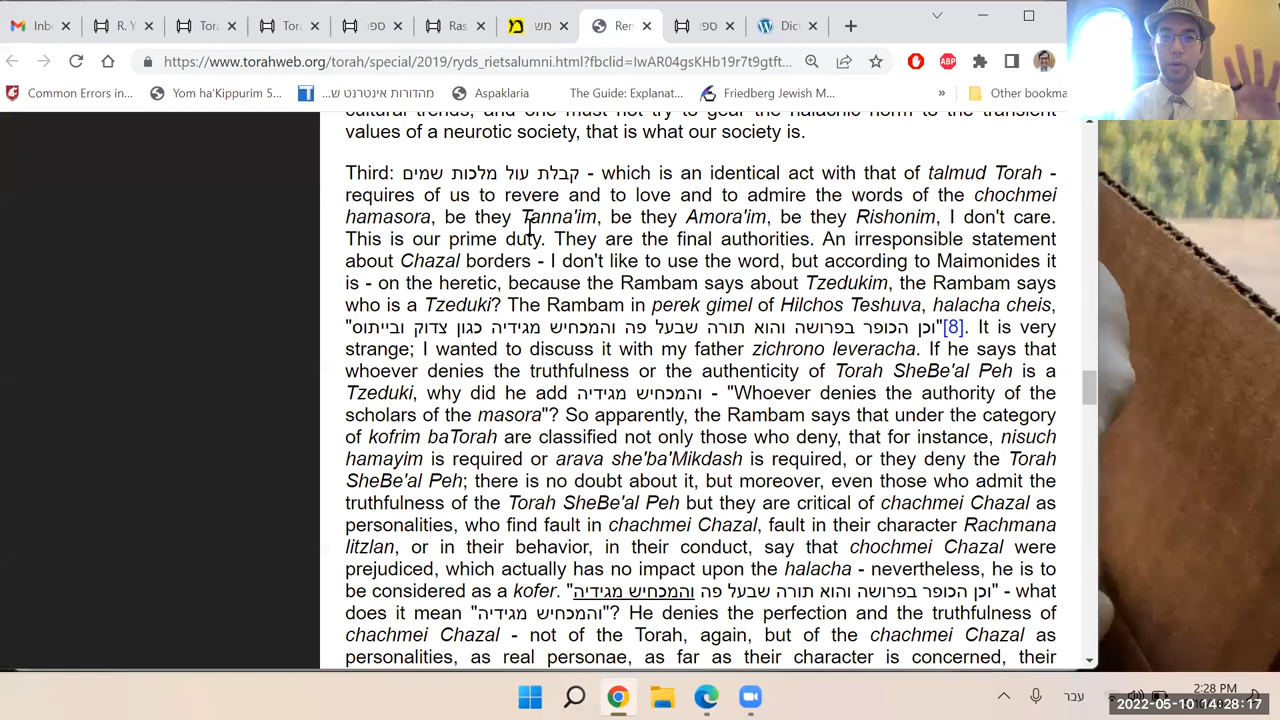 Inb
R. Y
Tora
Tora
ספו
Ras
משו
Ren
ספו
Dict
https://www.torahweb.org/torah/special/2019/ryds_rietsalumni.html?fbclid=IwAR04gsKHb19r7t9gtft...
Common Errors in...
Yom ha'Kippurim 5...
מהדורות אינטרנט ש...
Aspaklaria
The Guide: Explanat...
Friedberg Jewish M...
»
Other bookma
cultural trends, and one must not try to gear the halachic norm to the transient
values of a neurotic society, that is what our society is.
Third: קבלת עול מלכות שמים - which is an identical act with that of talmud Torah -
requires of us to revere and to love and to admire the words of the chochmei
hamasora, be they Tanna'im, be they Amora'im, be they Rishonim, I don't care.
This is our prime duty. They are the final authorities. An irresponsible statement
about Chazal borders - I don't like to use the word, but according to Maimonides it
is - on the heretic, because the Rambam says about Tzedukim, the Rambam says
who is a Tzeduki? The Rambam in perek gimel of Hilchos Teshuva, halacha cheis,
"וכן הכופר בפרושה והוא תורה שבעל פה והמכחיש מגידיה כגון צדוק ובייתוס"[8]. It is very
strange; I wanted to discuss it with my father zichrono leveracha. If he says that
whoever denies the truthfulness or the authenticity of Torah SheBe'al Peh is a
Tzeduki, why did he add והמכחיש מגידיה - "Whoever denies the authority of the
scholars of the masora"? So apparently, the Rambam says that under the category
of kofrim baTorah are classified not only those who deny, that for instance, nisuch
hamayim is required or arava she'ba'Mikdash is required, or they deny the Torah
SheBe'al Peh; there is no doubt about it, but moreover, even those who admit the
truthfulness of the Torah SheBe'al Peh but they are critical of chachmei Chazal as
personalities, who find fault in chachmei Chazal, fault in their character Rachmana
litzlan, or in their behavior, in their conduct, say that chochmei Chazal were
prejudiced, which actually has no impact upon the halacha - nevertheless, he is to
be considered as a kofer. "וכן הכופר בפרושה והוא תורה שבעל פה והמכחיש מגידיה" - what
does it mean "והמכחיש מגידיה"? He denies the perfection and the truthfulness of
chachmei Chazal - not of the Torah, again, but of the chachmei Chazal as
personalities, as real personae, as far as their character is concerned, their
עבר
2:28 PM
2022-05-10 14:28:17